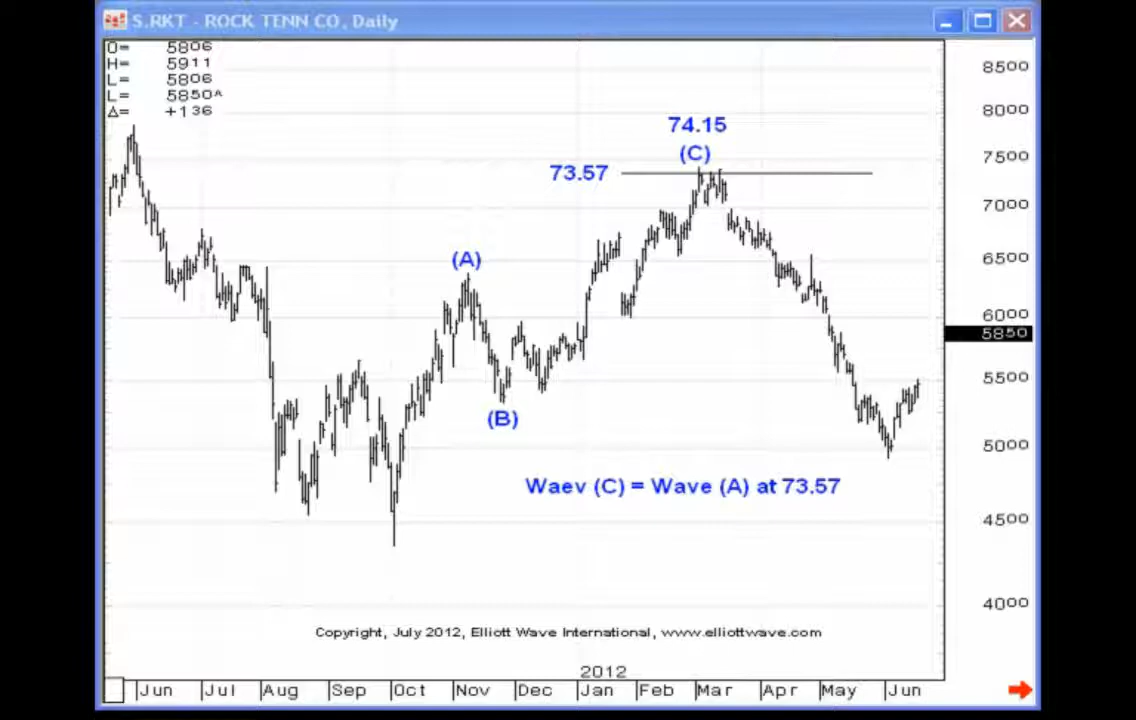 S.RKT - ROCK TENN CO, Daily
O= 5806
H= 5911
L= 5806
L= 5850A
Δ= +136
8500
8000
74.15
(C)
7500
73.57
7000
(A)
6500
6000
5850
5500
(B)
5000
Waev (C) = Wave (A) at 73.57
4500
4000
Copyright, July 2012, Elliott Wave International, www.elliottwave.com
2012
Jun Jul Aug Sep Oct Nov Dec Jan Feb Mar Apr May Jun